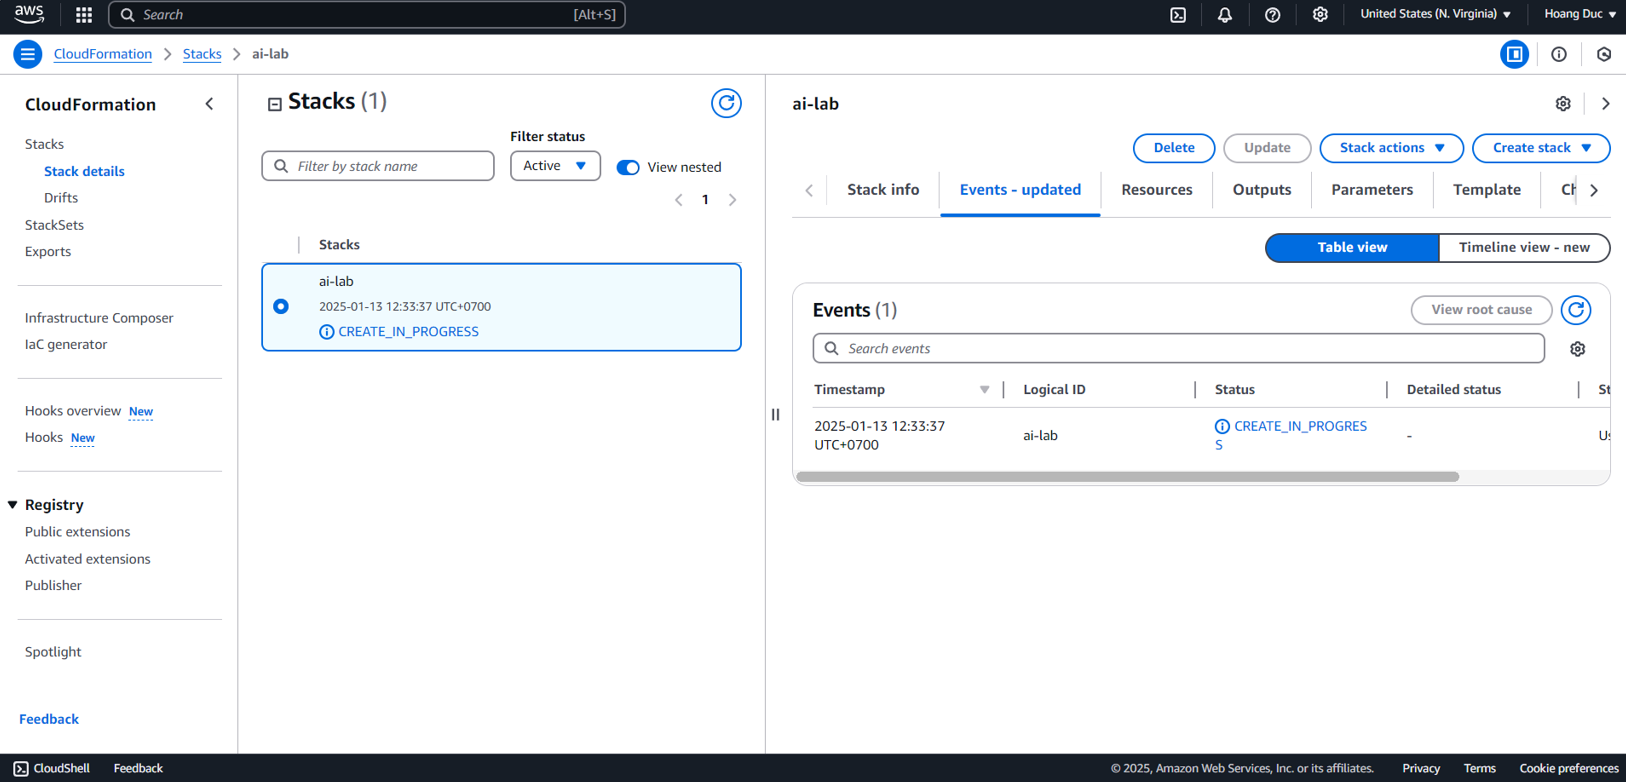 aws
Search [Alt+S]
United States (N. Virginia)
Hoang Duc
CloudFormation
Stacks
ai-lab
CloudFormation
Stacks
Stack details
Drifts
StackSets
Exports
Infrastructure Composer
IaC generator
Hooks overview New
Hooks New
Registry
Public extensions
Activated extensions
Publisher
Spotlight
Feedback
Stacks (1)
Filter status
Filter by stack name
Active
View nested
1
Stacks
ai-lab
2025-01-13 12:33:37 UTC+0700
CREATE_IN_PROGRESS
ai-lab
Delete
Update
Stack actions
Create stack
Stack info
Events - updated
Resources
Outputs
Parameters
Template
Table view
Timeline view - new
Events (1)
View root cause
Search events
Timestamp
Logical ID
Status
Detailed status
2025-01-13 12:33:37
UTC+0700
ai-lab
CREATE_IN_PROGRES
S
-
CloudShell
Feedback
© 2025, Amazon Web Services, Inc. or its affiliates.
Privacy
Terms
Cookie preferences